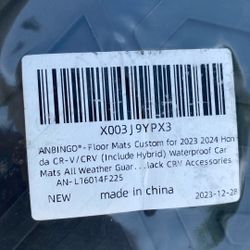 X003J9YPX3
ANBINGO®-Floor Mats Custom for 2023 2024 Hon
da CR-V/CRV (Include Hybrid) Waterproof Car
Mats All Weather Guar...lack CRV Accessories
AN-L16014F225
NEW made in china 2023-12-28